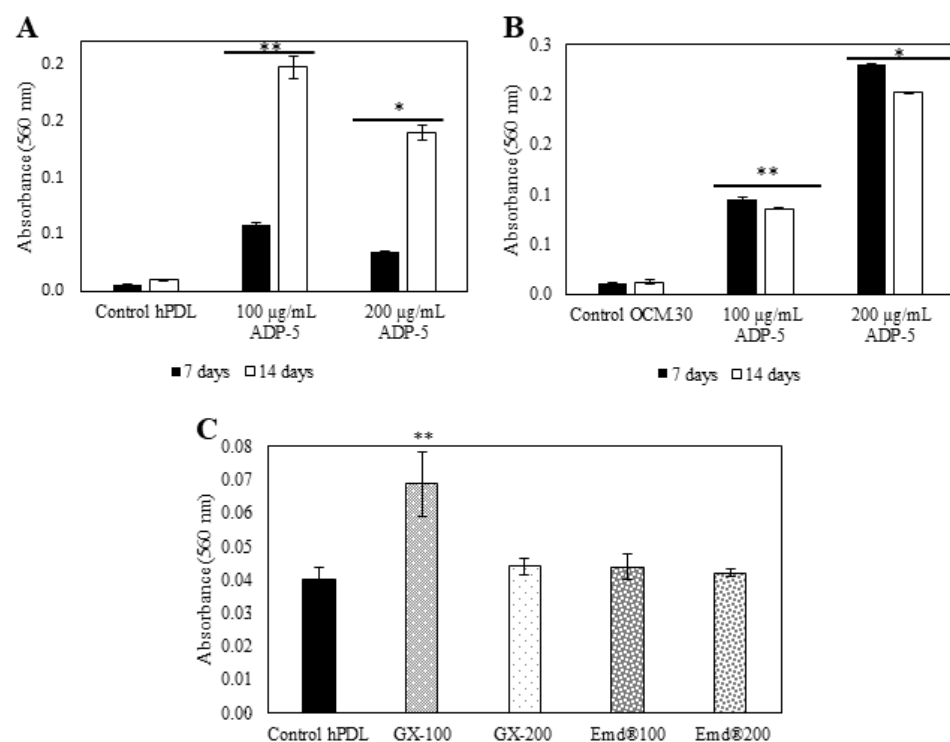 A
Absorbance (560 nm)
0.2
0.2
0.1
0.1
0.0
**
*
Control hPDL
100 µg/mL
ADP-5
200 µg/mL
ADP-5
7 days
14 days
B
Absorbance (560 nm)
0.3
0.2
0.2
0.1
0.1
0.0
**
*
Control OCM.30
100 µg/mL
ADP-5
200 µg/mL
ADP-5
7 days
14 days
C
Absorbance (560 nm)
0.08
0.07
0.06
0.05
0.04
0.03
0.02
0.01
0.00
**
Control hPDL
GX-100
GX-200
Emd®100
Emd®200